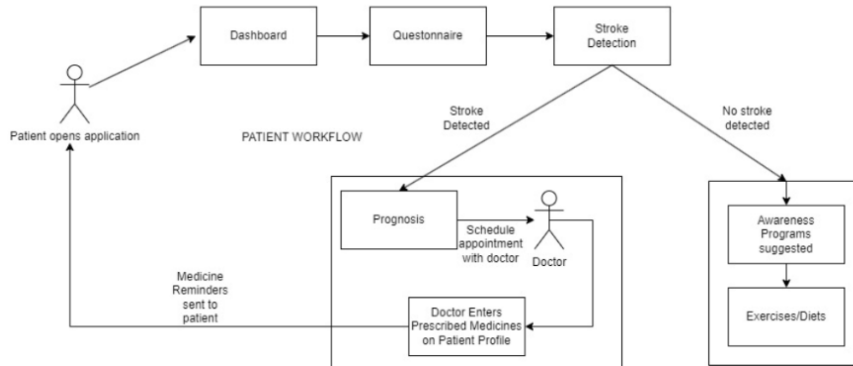 Dashboard
Questonnaire
Stroke
Detection
Patient opens application
PATIENT WORKFLOW
Stroke
Detected
No stroke
detected
Prognosis
Schedule
appointment
with doctor
Doctor
Awareness
Programs
suggested
Medicine
Reminders
sent to
patient
Doctor Enters
Prescribed Medicines
on Patient Profile
Exercises/Diets